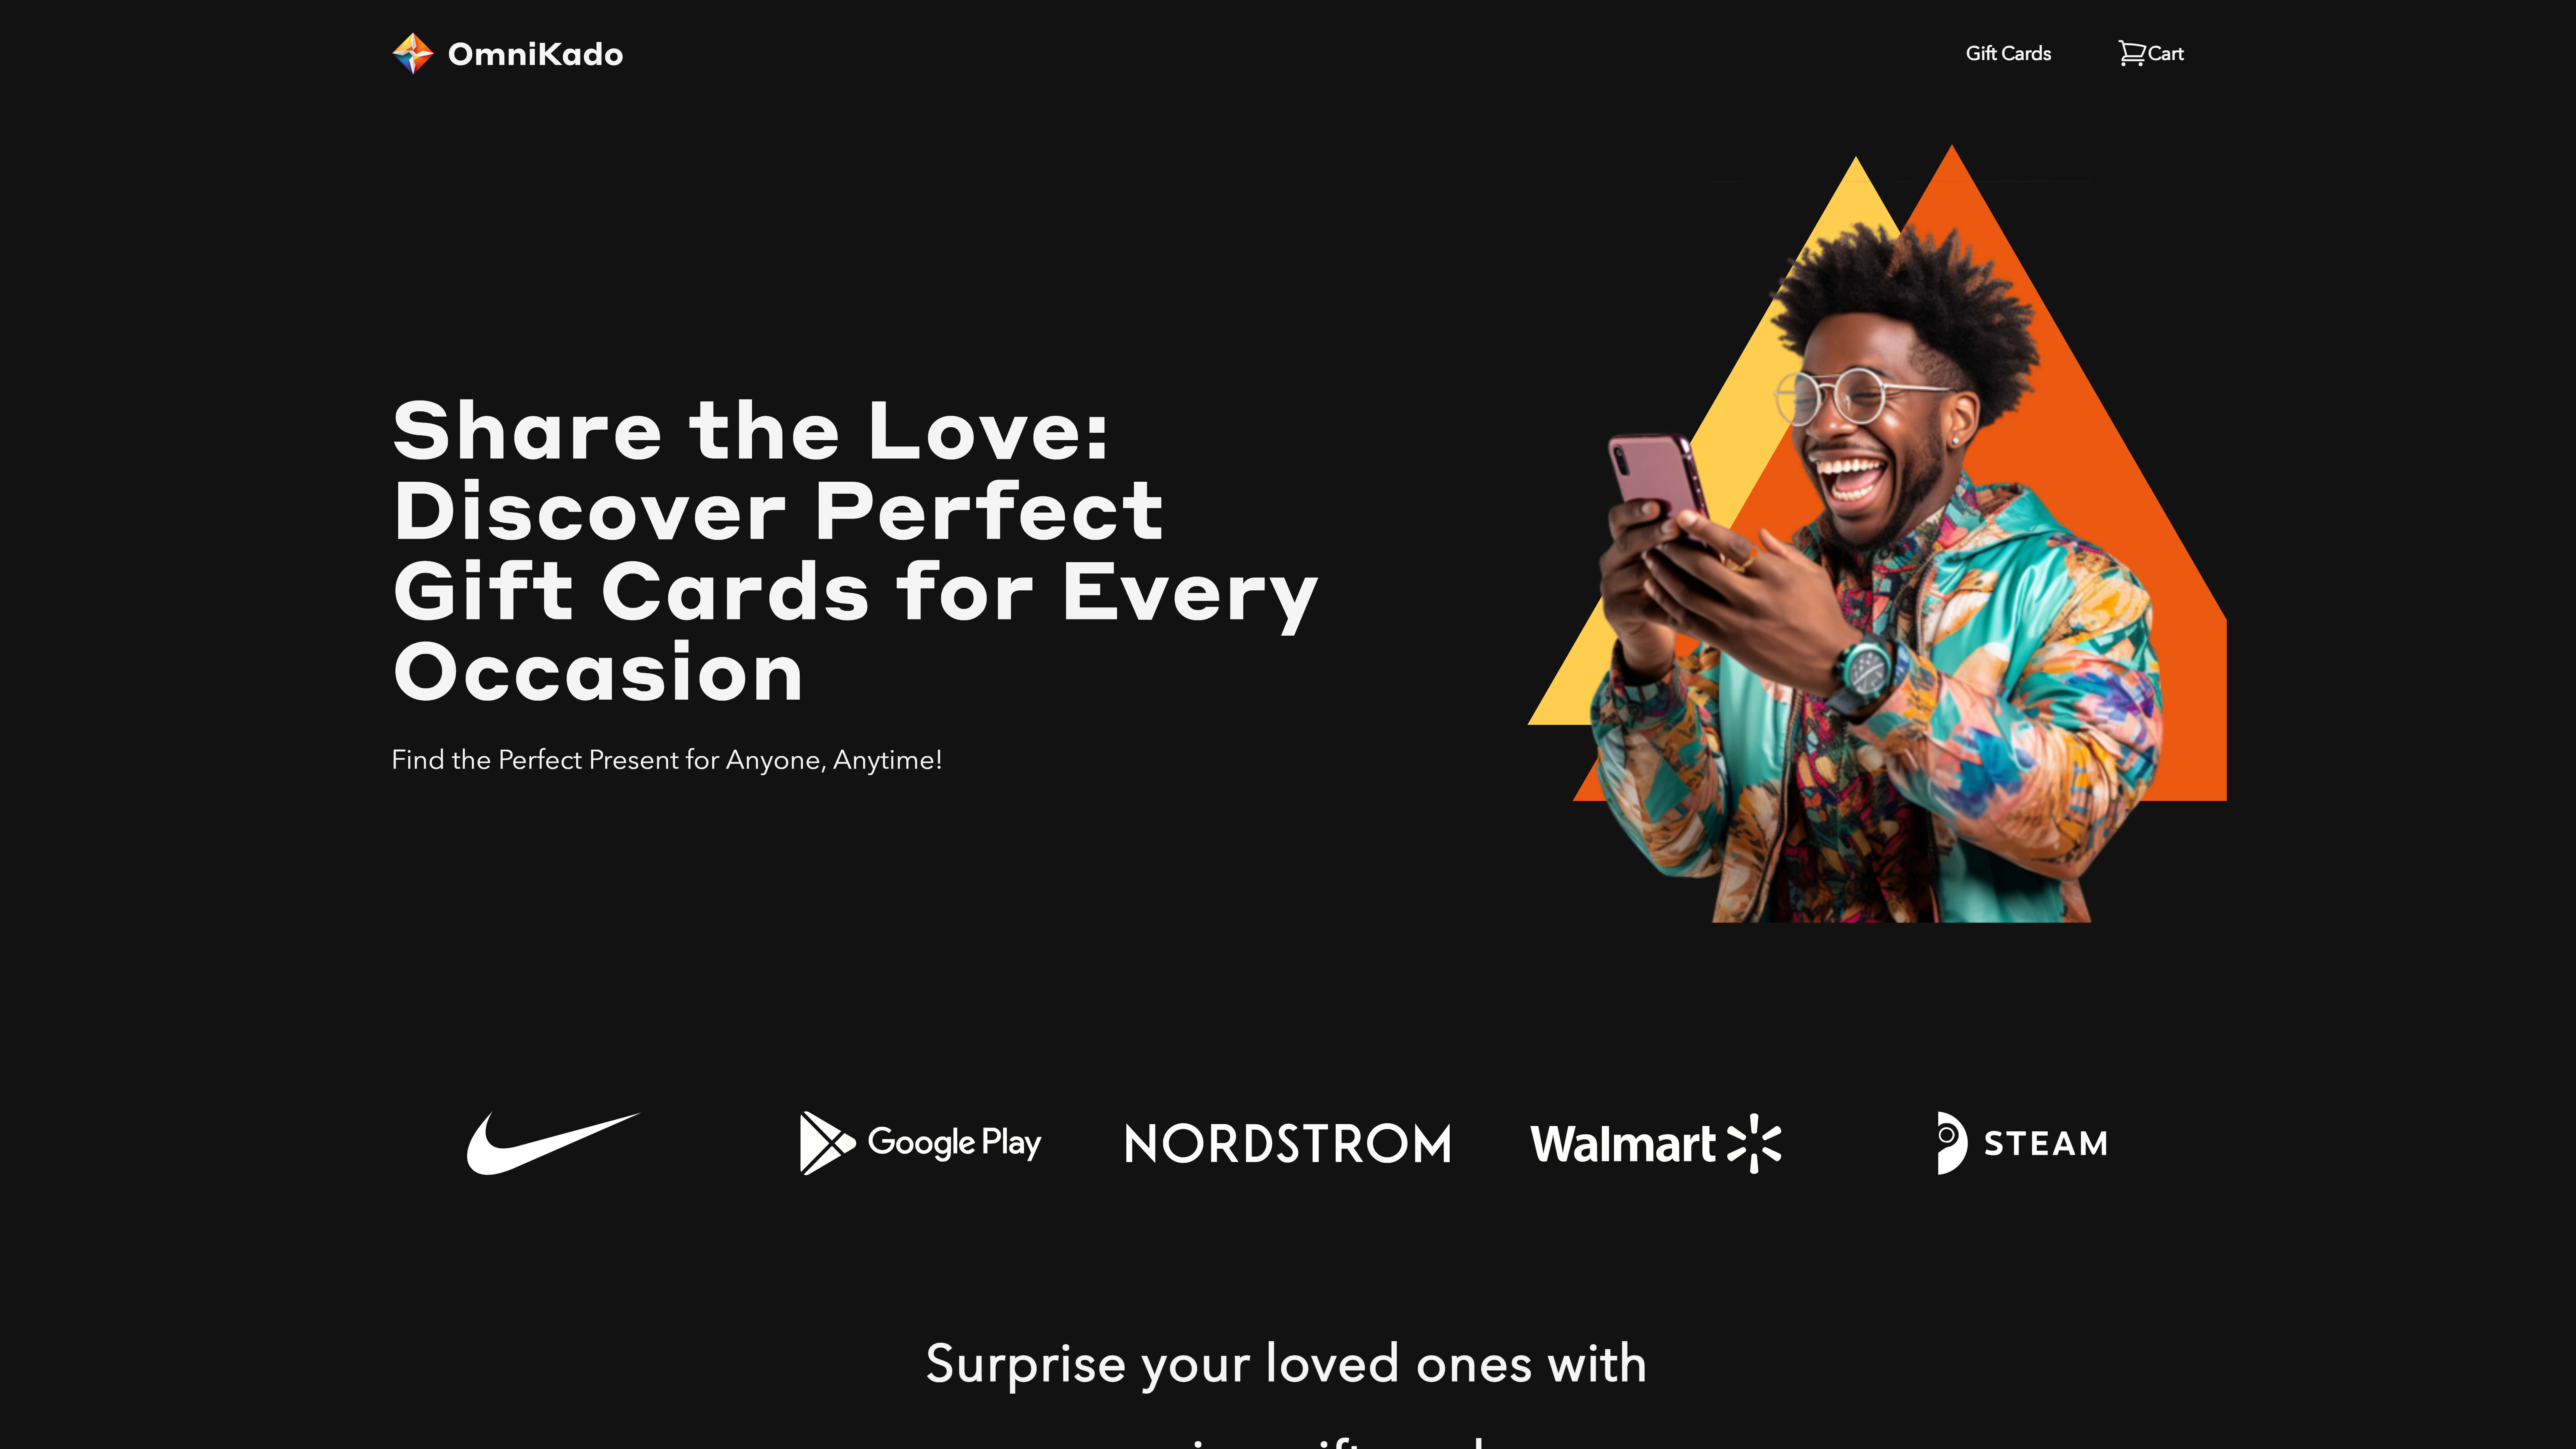 OmniKado
Gift Cards
Cart
Share the Love:
Discover Perfect
Gift Cards for Every
Occasion
Find the Perfect Present for Anyone, Anytime!
Google Play
NORDSTROM
Walmart
STEAM
Surprise your loved ones with